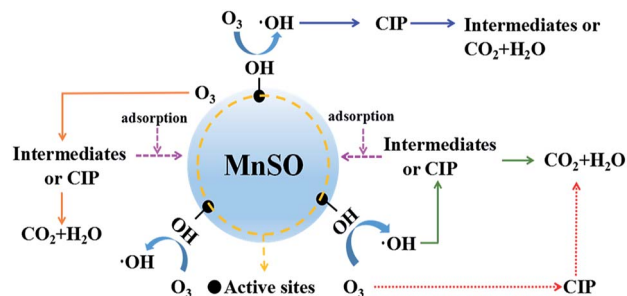 O₃ ·OH CIP Intermediates or
CO₂+H₂O
OH
O₃
adsorption
adsorption
Intermediates
or CIP
MnSO
Intermediates
or CIP
CO₂+H₂O
CO₂+H₂O
OH
OH
·OH
·OH
O₃
Active sites
O₃
CIP